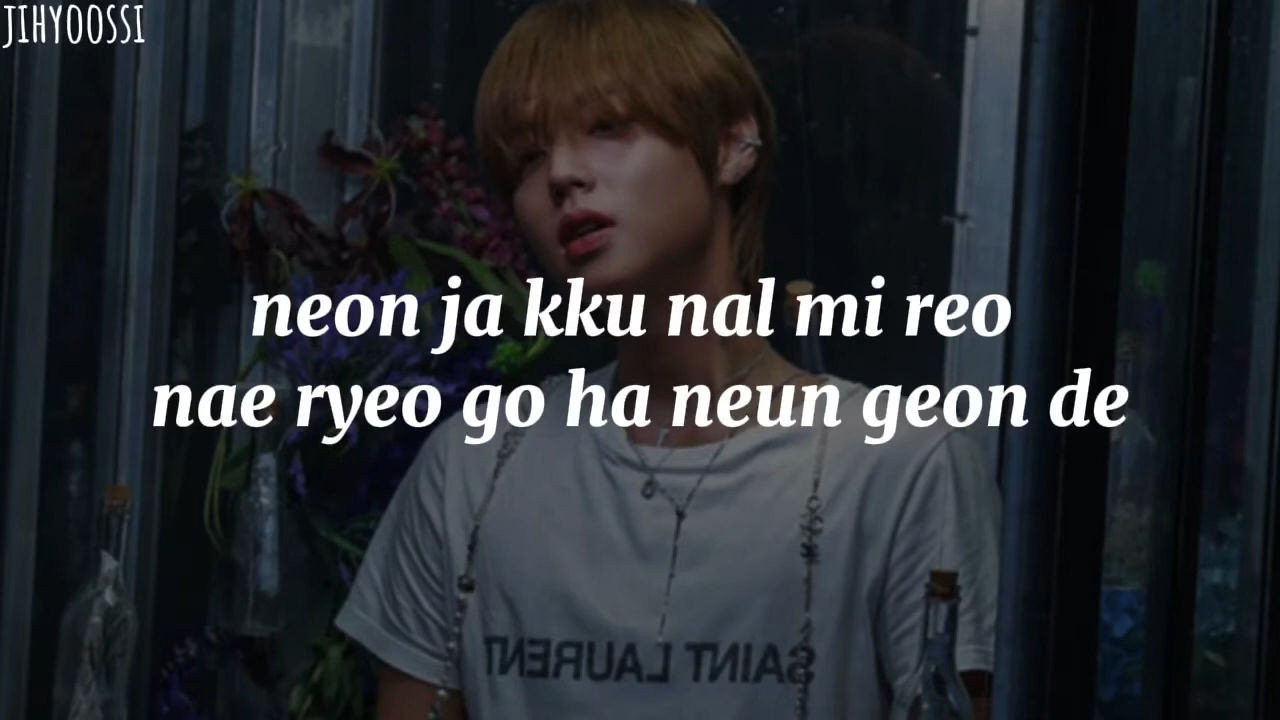 JIHYOOSSI
neon ja kku nal mi reo
nae ryeo go ha neun geon de
SAINT LAURENT